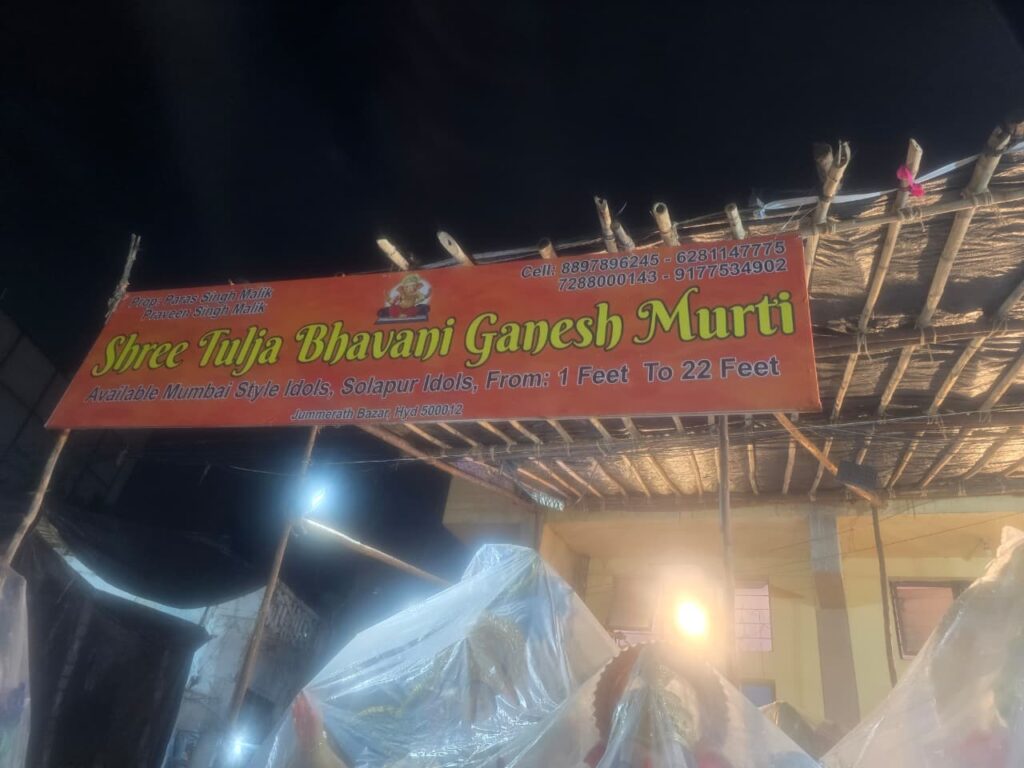 Prop: Paras Singh Malik
Praveen Singh Malik
Cell: 8897896245 - 6281147775
7288000143 - 9177534902
Shree Tulja Bhavani Ganesh Murti
Available Mumbai Style Idols, Solapur Idols, From: 1 Feet To 22 Feet
Jummerath Bazar, Hyd 500012